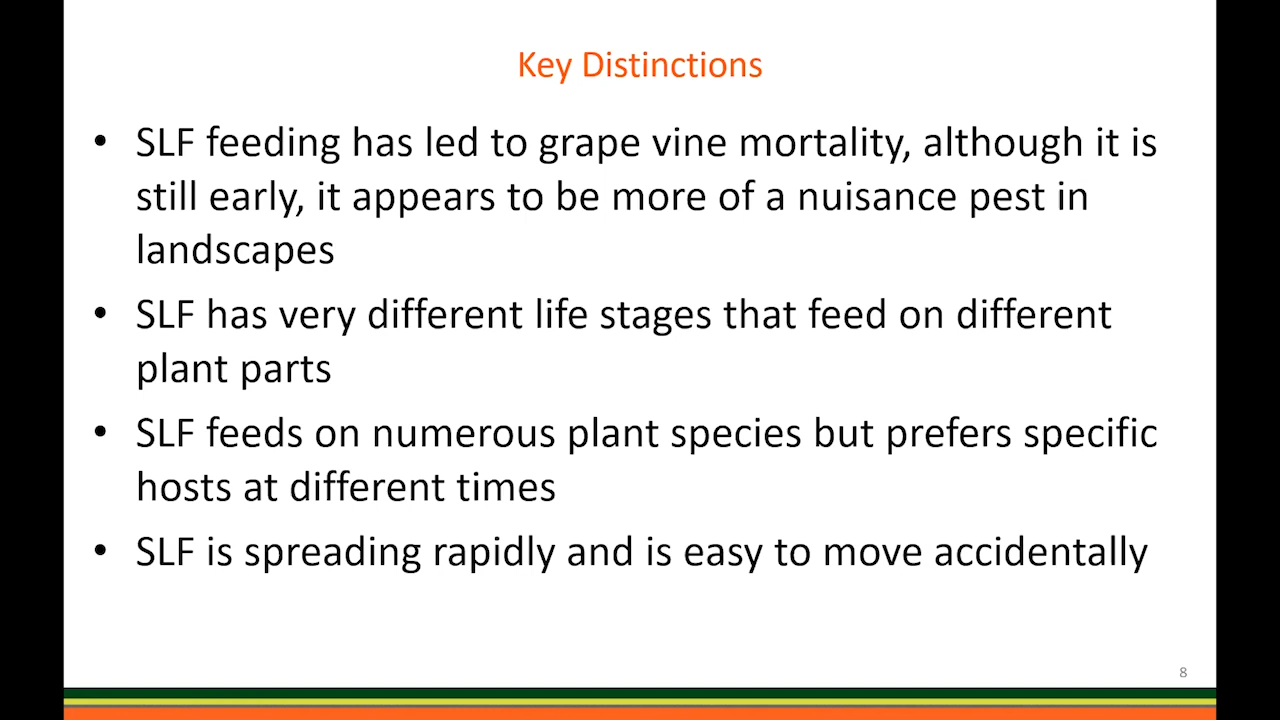 Key Distinctions
• SLF feeding has led to grape vine mortality, although it is
still early, it appears to be more of a nuisance pest in
landscapes
• SLF has very different life stages that feed on different
plant parts
• SLF feeds on numerous plant species but prefers specific
hosts at different times
• SLF is spreading rapidly and is easy to move accidentally
8